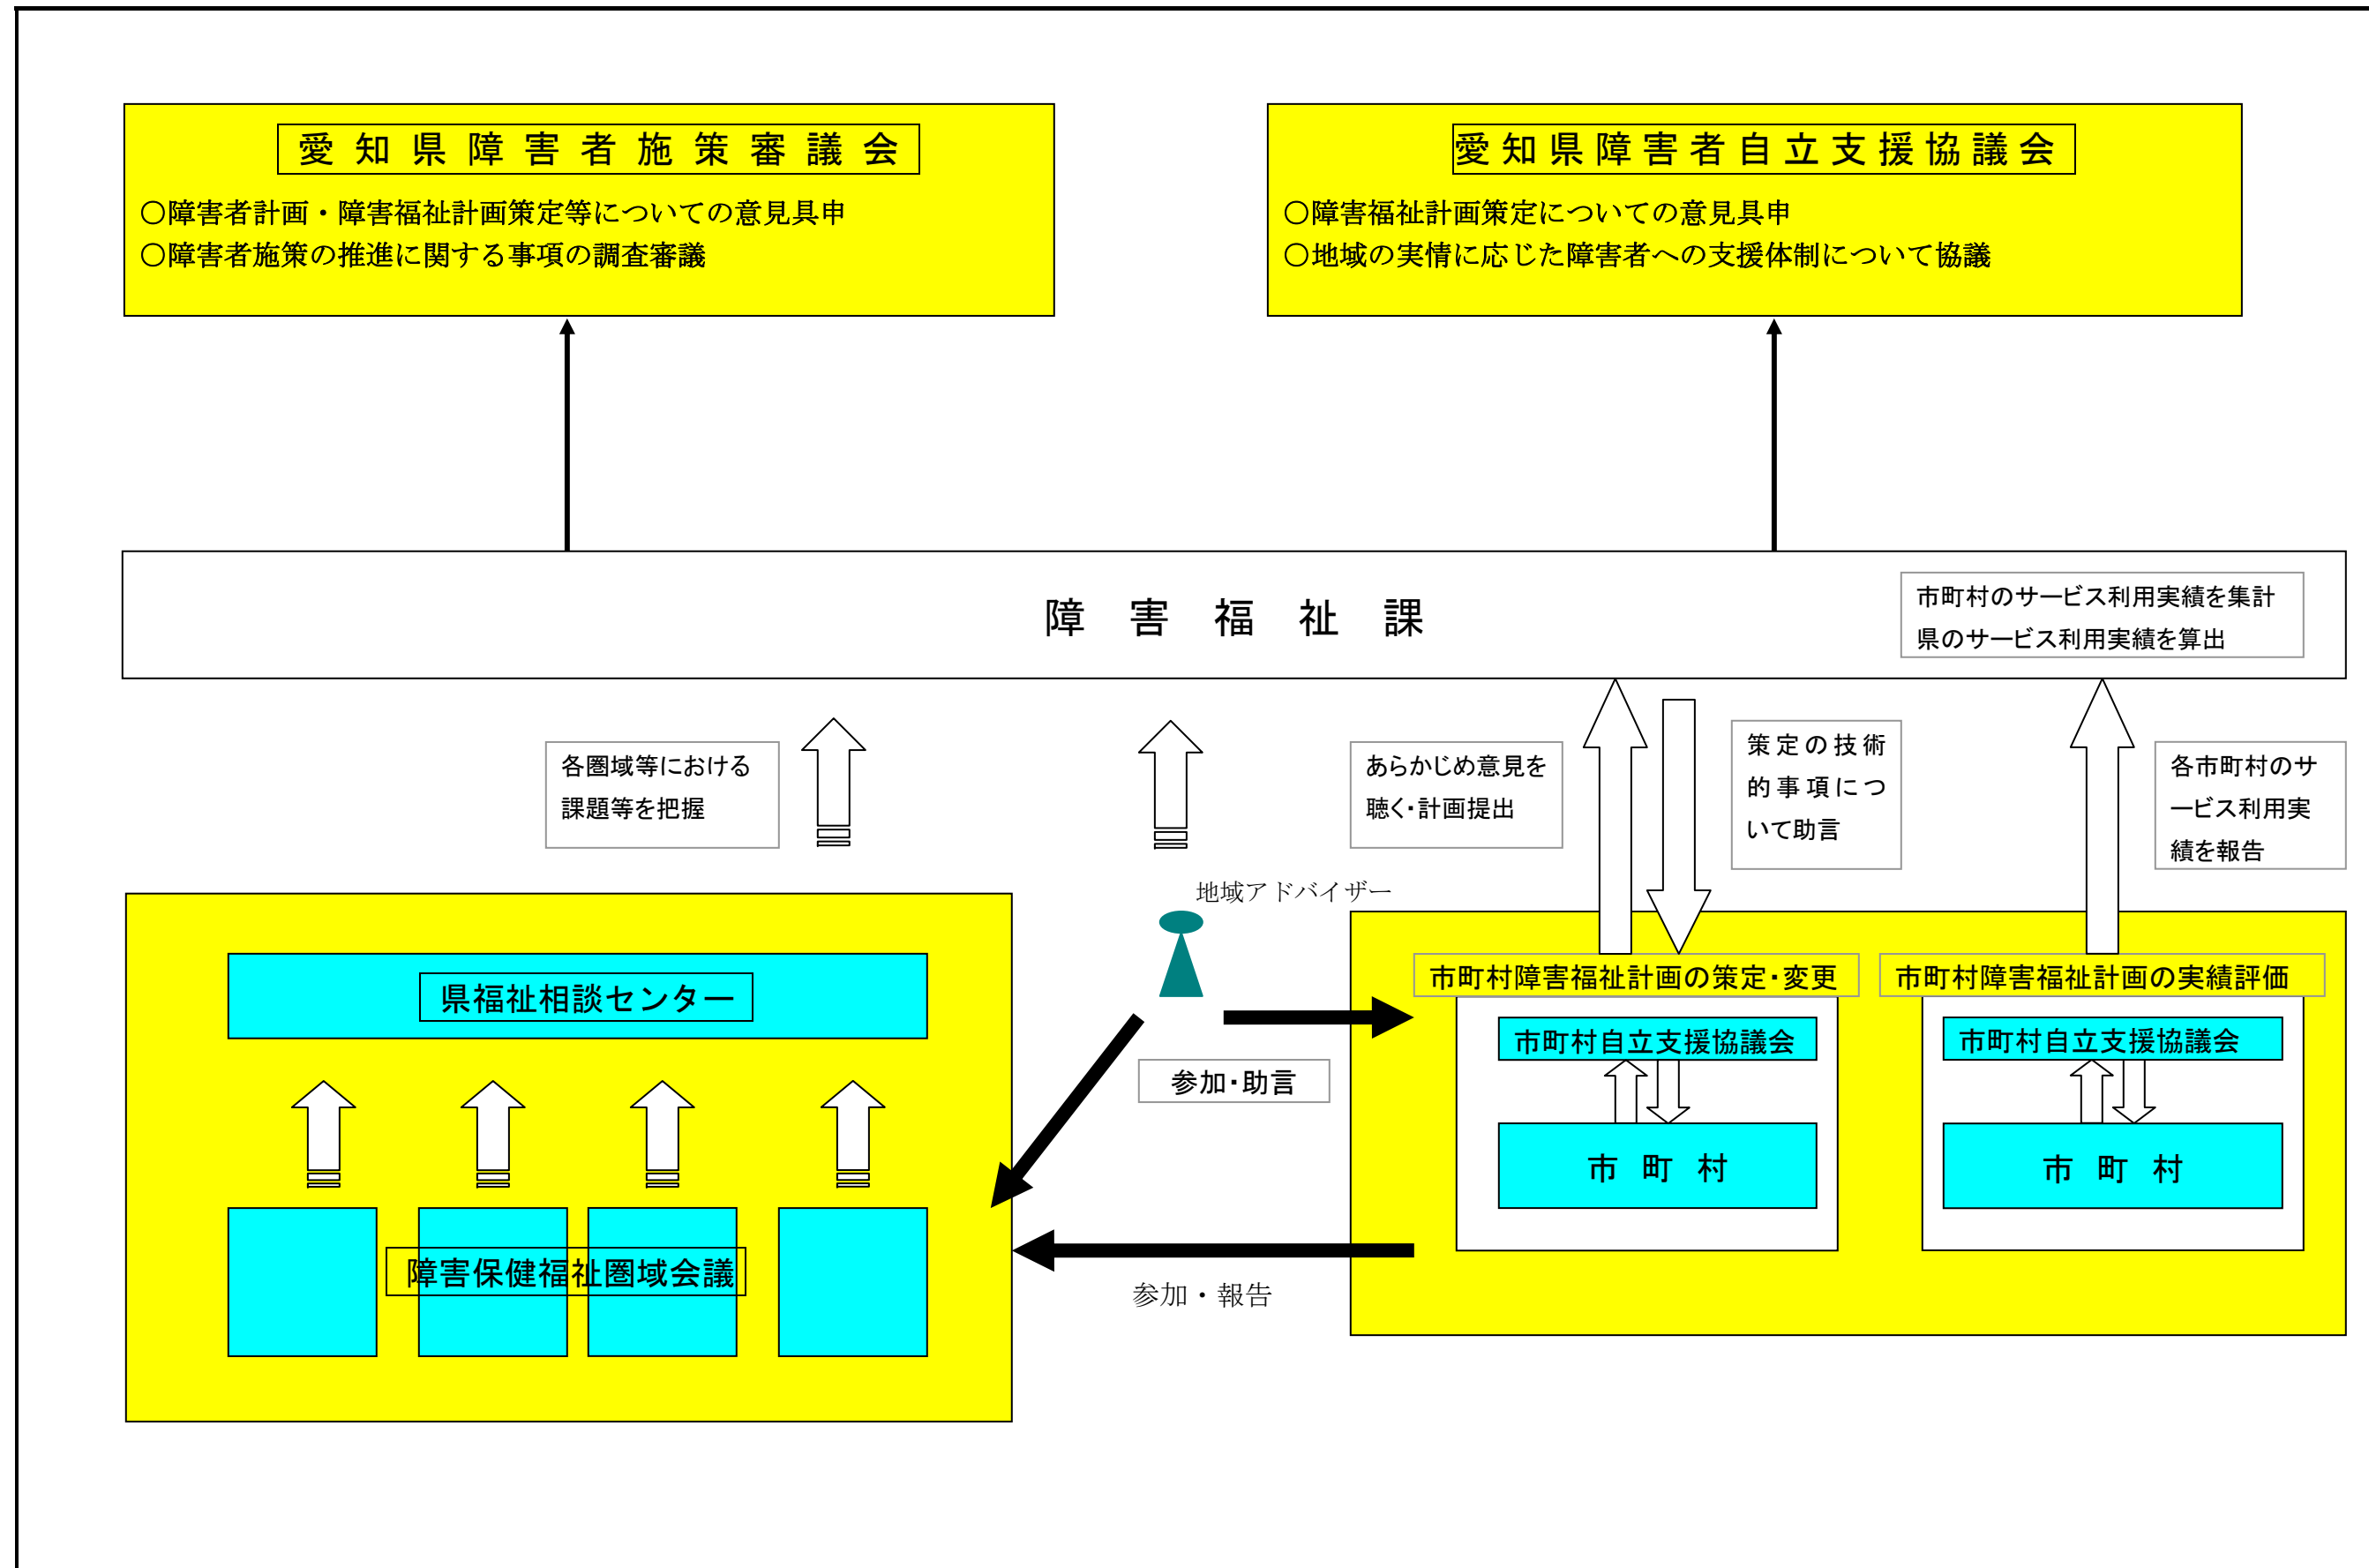 愛知県障害者施策審議会
○障害者計画・障害福祉計画策定等についての意見具申
○障害者施策の推進に関する事項の調査審議
愛知県障害者自立支援協議会
○障害福祉計画策定についての意見具申
○地域の実情に応じた障害者への支援体制について協議
障害福祉課
市町村のサービス利用実績を集計
県のサービス利用実績を算出
各圏域等における
課題等を把握
あらかじめ意見を
聴く・計画提出
策定の技術
的事項につ
いて助言
各市町村のサ
ービス利用実
績を報告
地域アドバイザー
県福祉相談センター
障害保健福祉圏域会議
参加・助言
参加・報告
市町村障害福祉計画の策定・変更
市町村自立支援協議会
市町村
市町村障害福祉計画の実績評価
市町村自立支援協議会
市町村